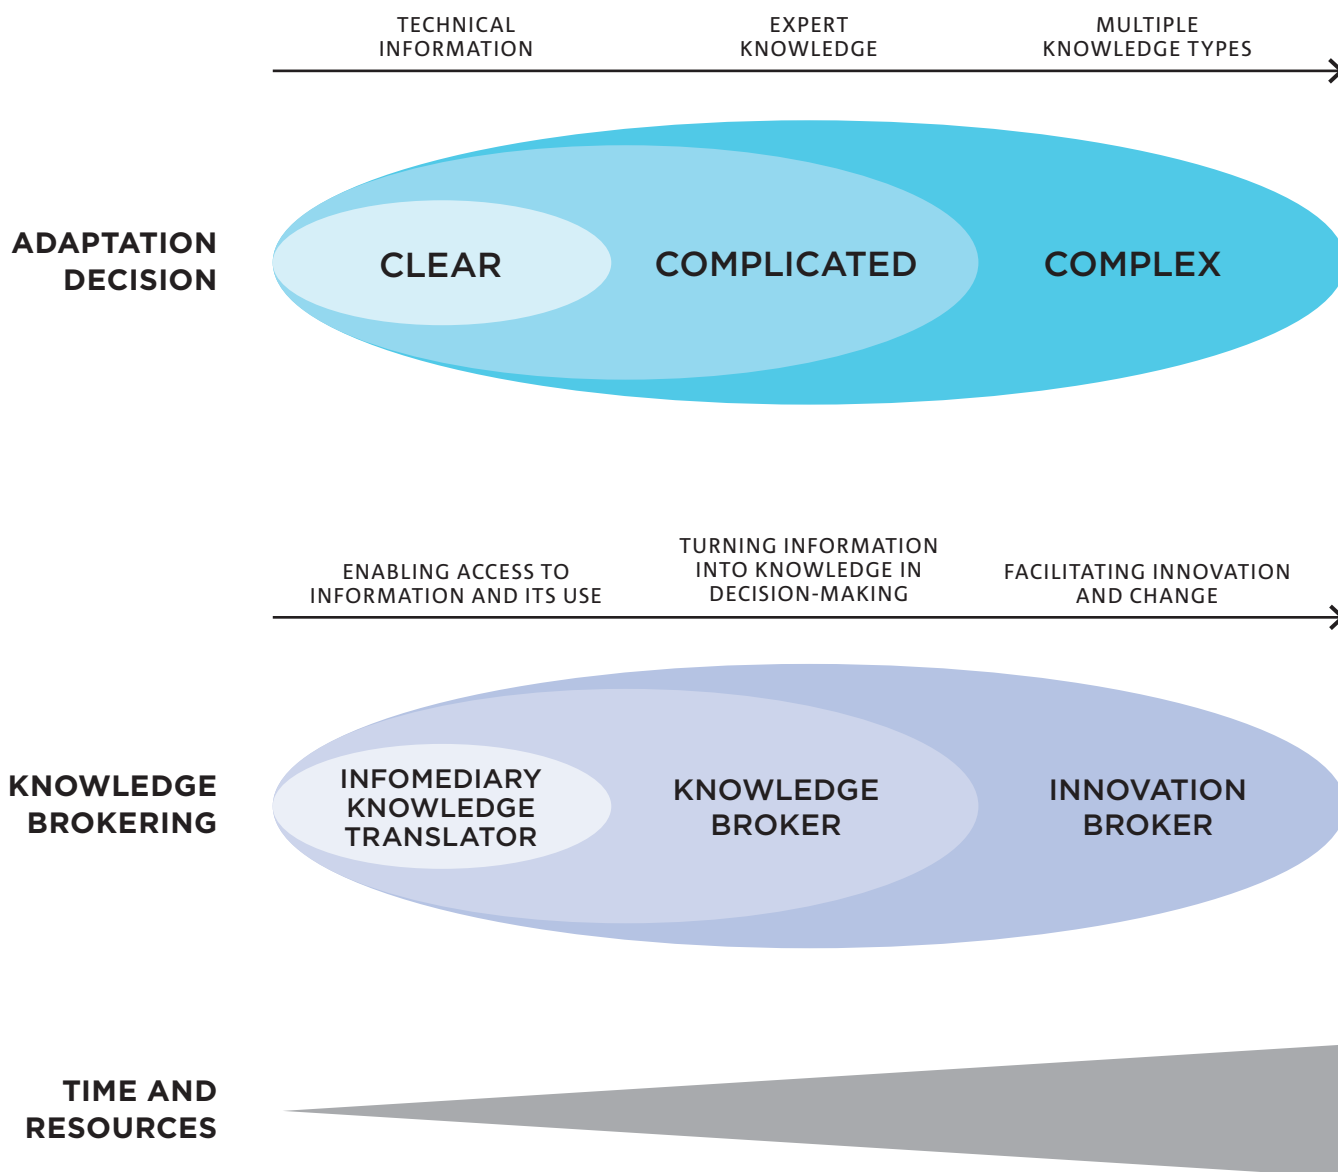 TECHNICAL
INFORMATION
EXPERT
KNOWLEDGE
MULTIPLE
KNOWLEDGE TYPES
ADAPTATION
DECISION
CLEAR
COMPLICATED
COMPLEX
ENABLING ACCESS TO
INFORMATION AND ITS USE
TURNING INFORMATION
INTO KNOWLEDGE IN
DECISION-MAKING
FACILITATING INNOVATION
AND CHANGE
KNOWLEDGE
BROKERING
INFOMEDIARY
KNOWLEDGE
TRANSLATOR
KNOWLEDGE
BROKER
INNOVATION
BROKER
TIME AND
RESOURCES